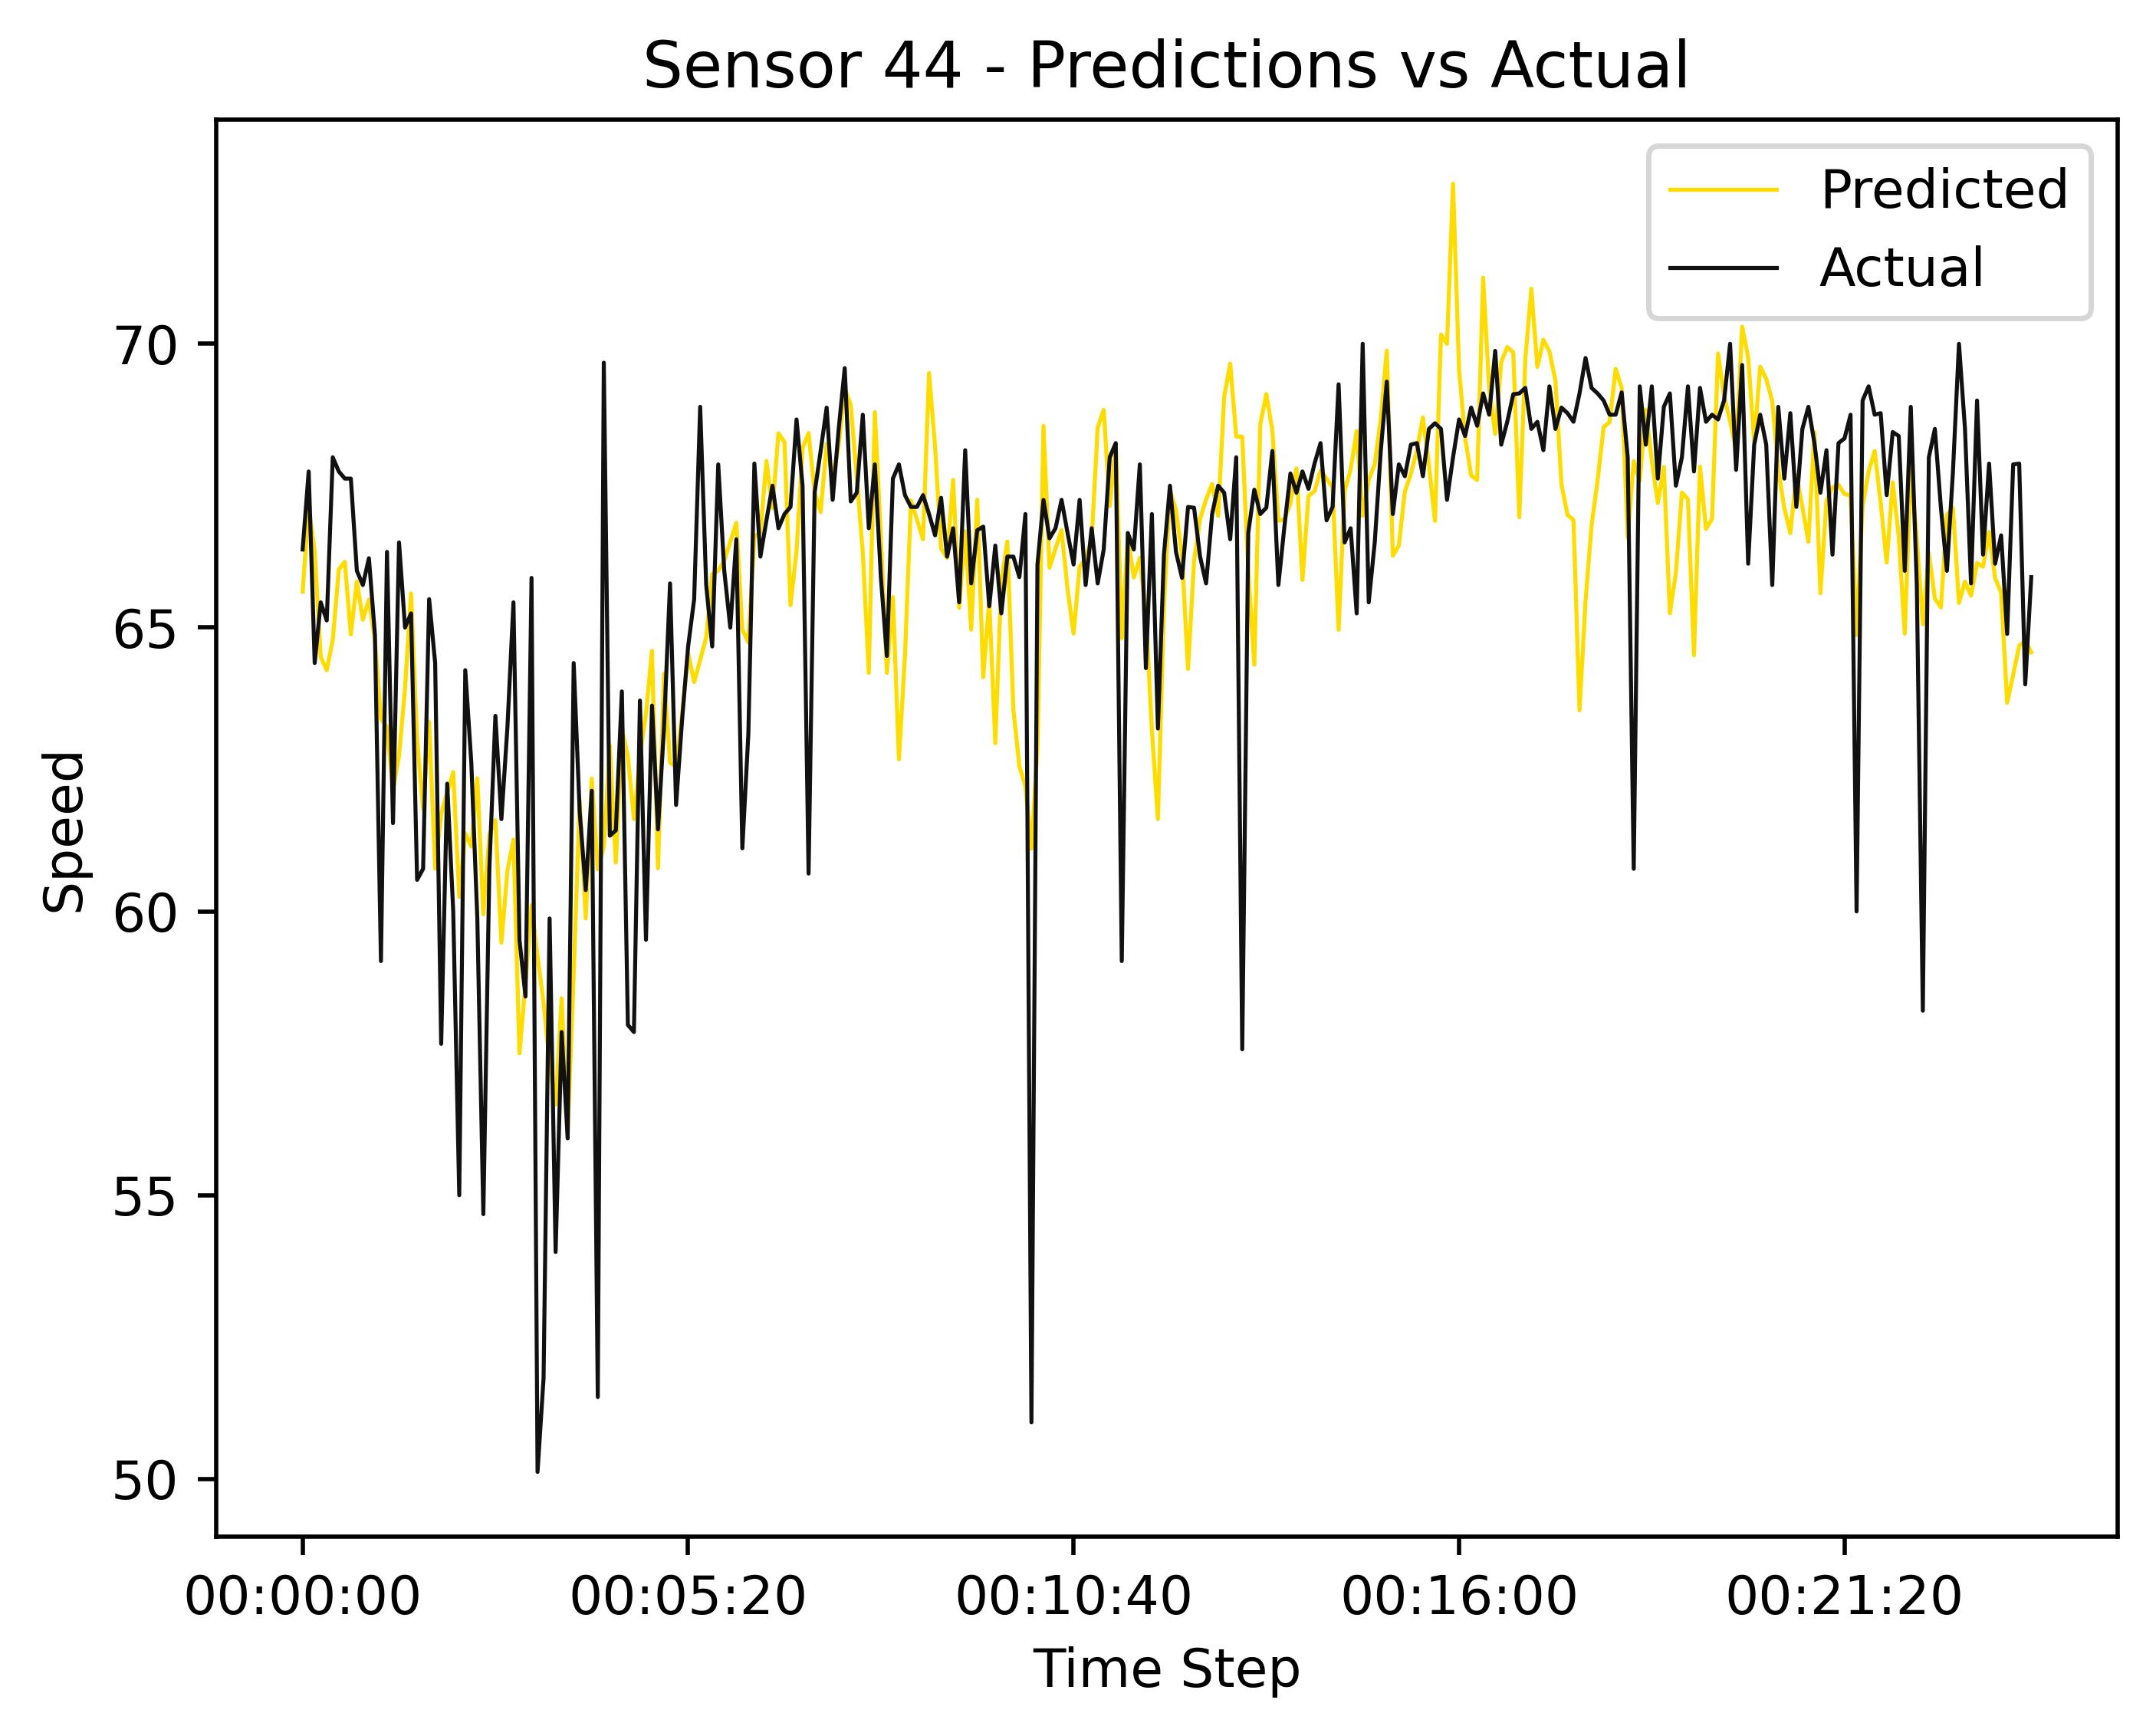 Sensor 44 - Predictions vs Actual
Predicted
Actual
70
65
60
55
50
Speed
00:00:00 00:05:20 00:10:40 00:16:00 00:21:20
Time Step